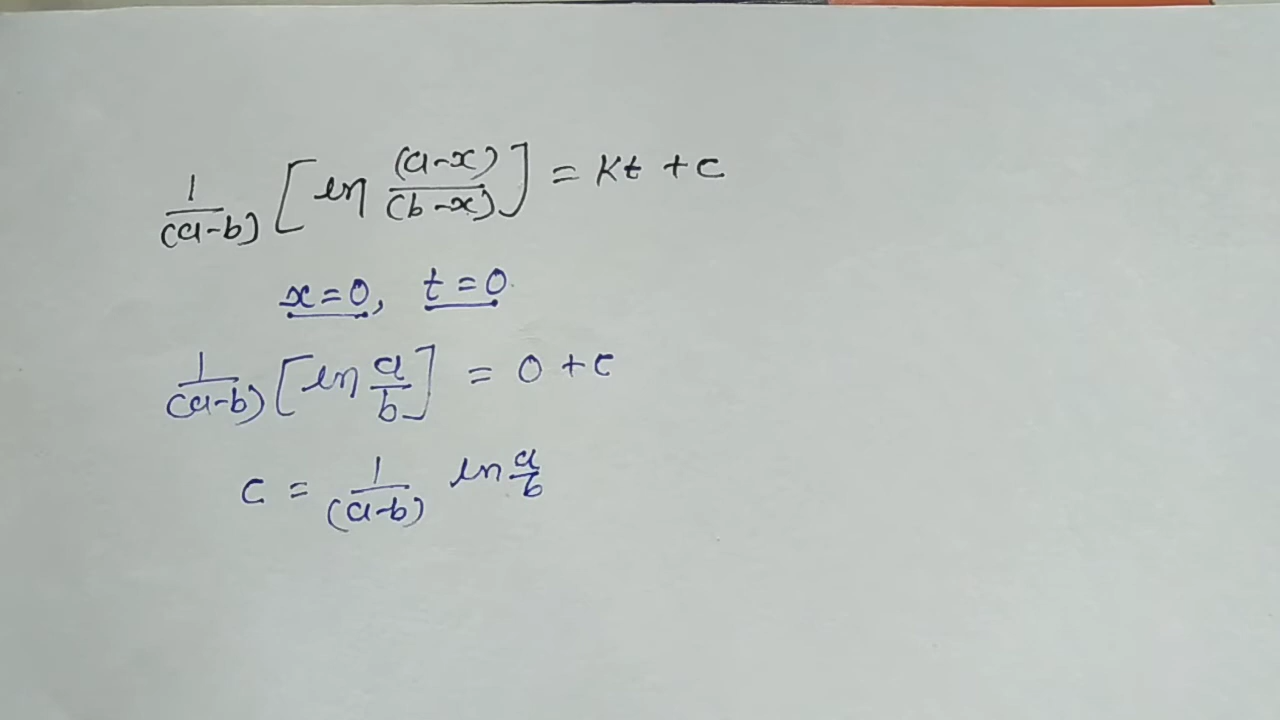 1/(a-b) [ln (a-x)/(b-x)] = Kt + c
x=0, t=0
1/(a-b) [ln a/b] = 0 + c
c = 1/(a-b) ln a/b